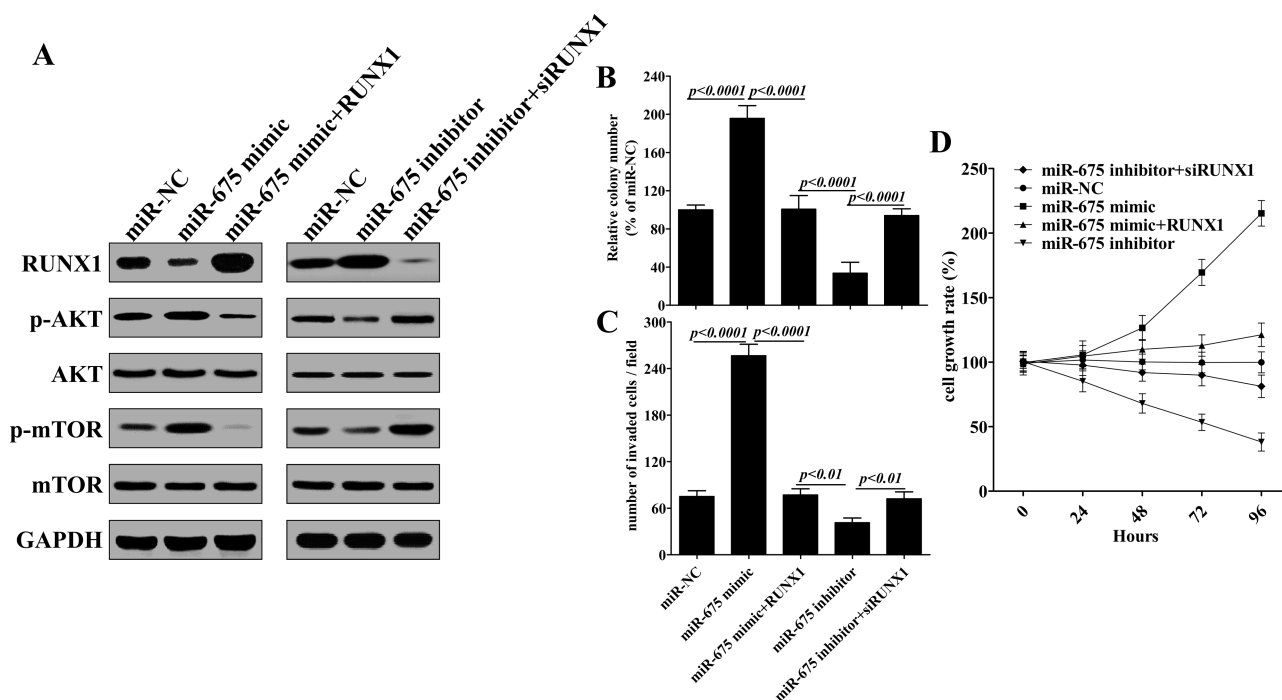 A
miR-NC
miR-675 mimic
miR-675 mimic+RUNX1
miR-NC
miR-675 inhibitor
miR-675 inhibitor+siRUNX1
RUNX1
p-AKT
AKT
p-mTOR
mTOR
GAPDH
B
Relative colony number
(% of miR-NC)
240
200
160
120
80
40
0
p<0.0001
p<0.0001
p<0.0001
p<0.0001
C
number of invaded cells / field
300
240
180
120
60
0
p<0.0001
p<0.0001
p<0.01
p<0.01
miR-NC
miR-675 mimic
miR-675 mimic+RUNX1
miR-675 inhibitor
miR-675 inhibitor+siRUNX1
D
miR-675 inhibitor+siRUNX1
miR-NC
miR-675 mimic
miR-675 mimic+RUNX1
miR-675 inhibitor
cell growth rate (%)
250
200
150
100
50
0
0
24
48
72
96
Hours